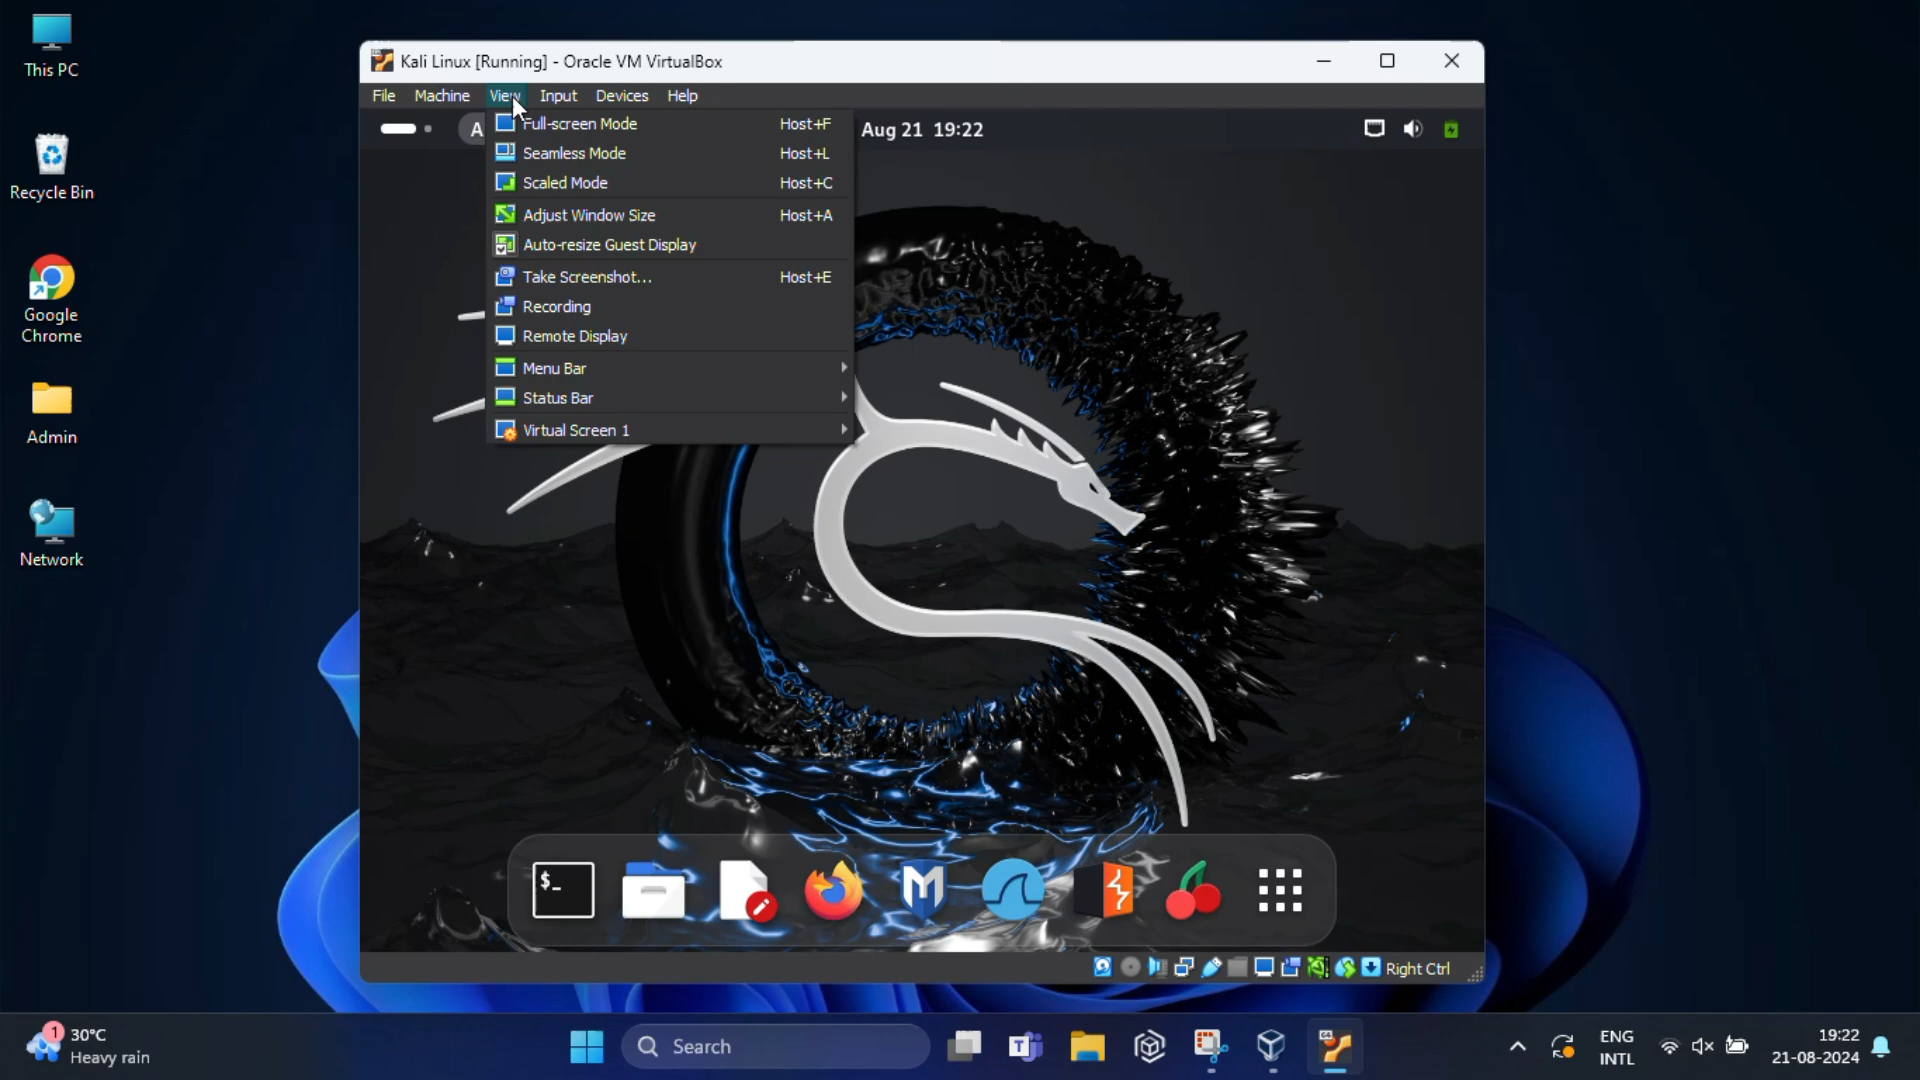 This PC
Recycle Bin
Google
Chrome
Admin
Network
Kali Linux [Running] - Oracle VM VirtualBox
File Machine View Input Devices Help
A
Aug 21 19:22
Full-screen Mode Host+F
Seamless Mode Host+L
Scaled Mode Host+C
Adjust Window Size Host+A
Auto-resize Guest Display
Take Screenshot... Host+E
Recording
Remote Display
Menu Bar
Status Bar
Virtual Screen 1
$_
M
Right Ctrl
1
30°C
Heavy rain
Search
T
ENG
INTL
19:22
21-08-2024